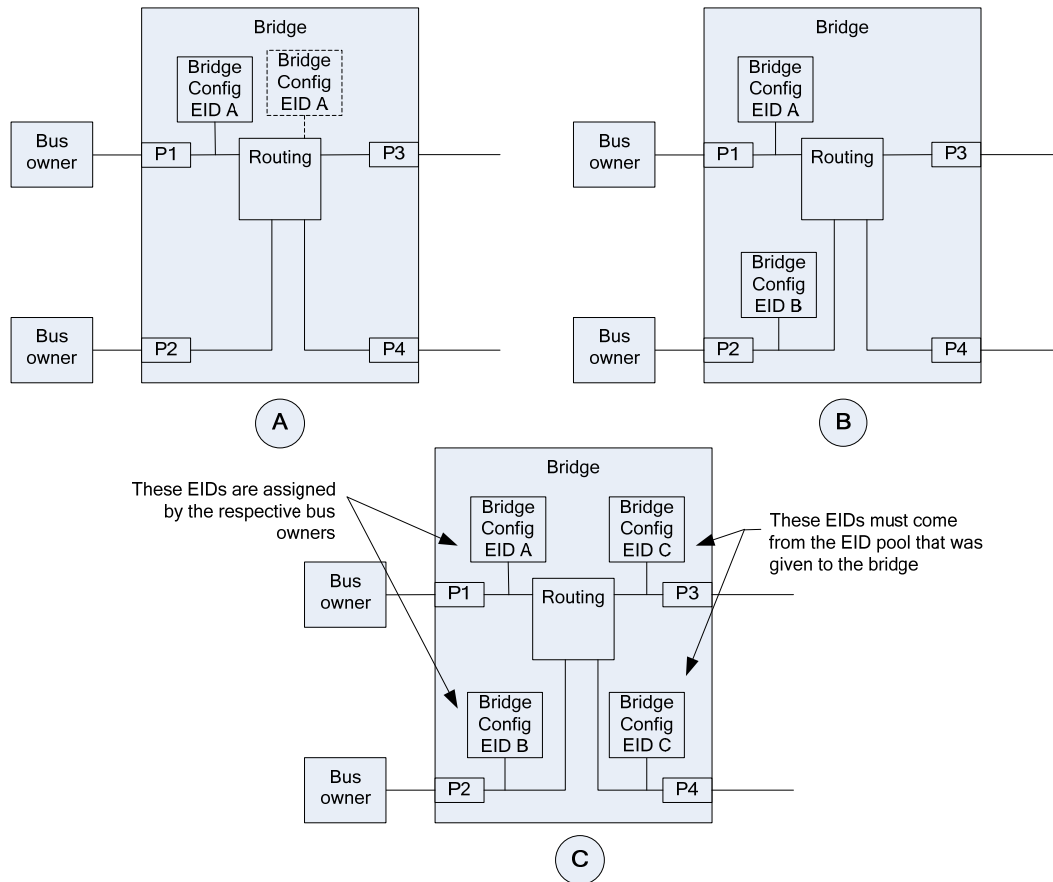 Bridge
Bridge
Config
EID A
Bridge
Config
EID A
Bus
owner
P1
Routing
P3
Bus
owner
P2
P4
A
Bridge
Bridge
Config
EID A
Bus
owner
P1
Routing
P3
Bridge
Config
EID B
Bus
owner
P2
P4
B
These EIDs are assigned
by the respective bus
owners
Bridge
Bridge
Config
EID A
Bridge
Config
EID C
These EIDs must come
from the EID pool that was
given to the bridge
Bus
owner
P1
Routing
P3
Bridge
Config
EID B
Bridge
Config
EID C
Bus
owner
P2
P4
C